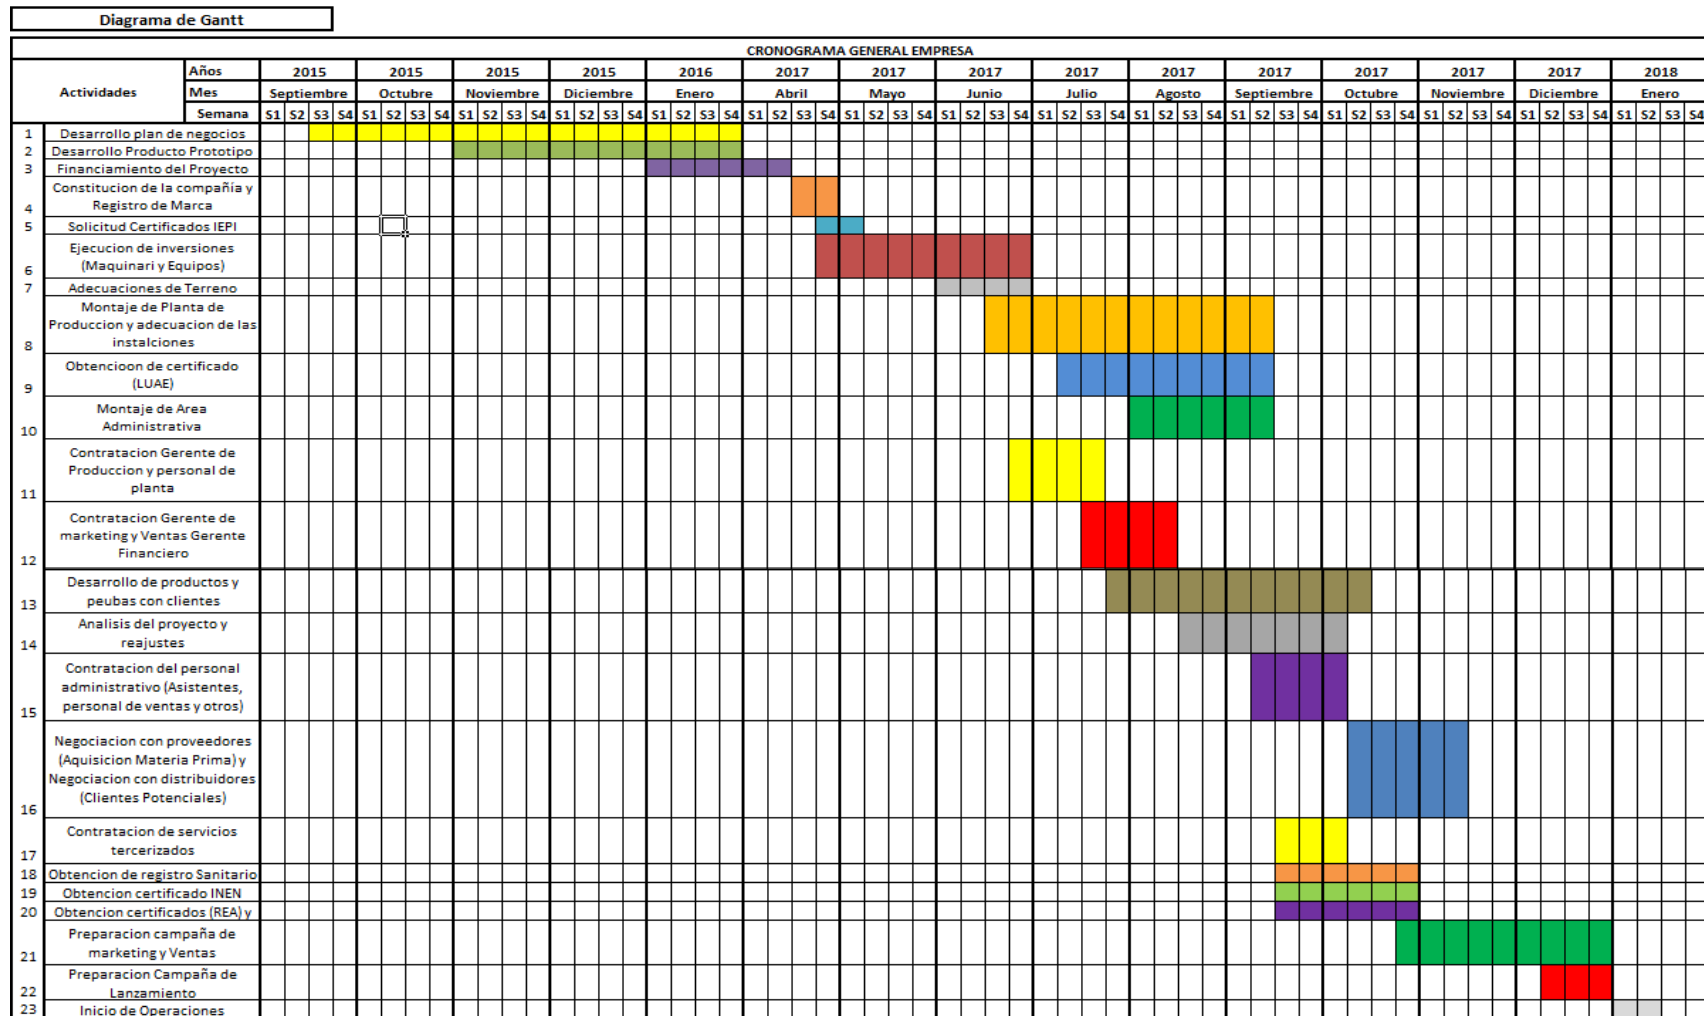 Diagrama de Gantt
CRONOGRAMA GENERAL EMPRESA
Actividades
Años 2015 2015 2015 2015 2016 2017 2017 2017 2017 2017 2017 2017 2017 2017 2018
Mes Septiembre Octubre Noviembre Diciembre Enero Abril Mayo Junio Julio Agosto Septiembre Octubre Noviembre Diciembre Enero
Semana S1 S2 S3 S4 S1 S2 S3 S4 S1 S2 S3 S4 S1 S2 S3 S4 S1 S2 S3 S4 S1 S2 S3 S4 S1 S2 S3 S4 S1 S2 S3 S4 S1 S2 S3 S4 S1 S2 S3 S4 S1 S2 S3 S4 S1 S2 S3 S4 S1 S2 S3 S4 S1 S2 S3 S4 S1 S2 S3 S4
1 Desarrollo plan de negocios
2 Desarrollo Producto Prototipo
3 Financiamiento del Proyecto
Constitucion de la compañía y
4 Registro de Marca
5 Solicitud Certificados IEPI
Ejecucion de inversiones
6 (Maquinari y Equipos)
7 Adecuaciones de Terreno
Montaje de Planta de
Produccion y adecuacion de las
8 instalciones
Obtencioon de certificado
9 (LUAE)
Montaje de Area
10 Administrativa
Contratacion Gerente de
Produccion y personal de
11 planta
Contratacion Gerente de
marketing y Ventas Gerente
12 Financiero
Desarrollo de productos y
13 peubas con clientes
Analisis del proyecto y
14 reajustes
Contratacion del personal
administrativo (Asistentes,
15 personal de ventas y otros)
Negociacion con proveedores
(Aquisicion Materia Prima) y
Negociacion con distribuidores
16 (Clientes Potenciales)
Contratacion de servicios
17 tercerizados
18 Obtencion de registro Sanitario
19 Obtencion certificado INEN
20 Obtencion certificados (REA) y
Preparacion campaña de
21 marketing y Ventas
Preparacion Campaña de
22 Lanzamiento
23 Inicio de Operaciones